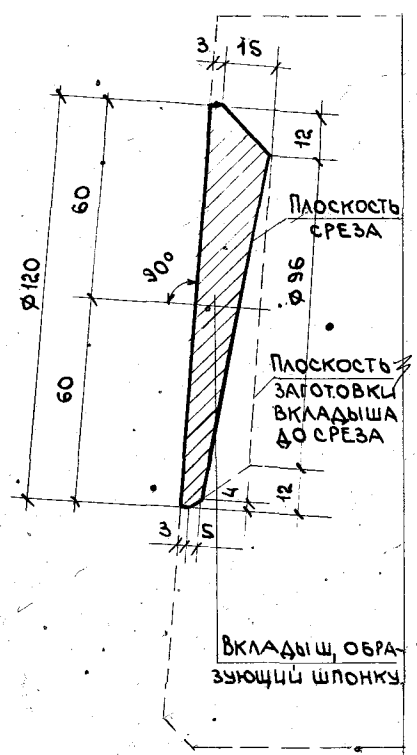 3 15
12
60
Плоскость
среза
90°
ø96
ø120
Плоскость
заготовки
вкладыша
до среза
60
4
12
3 5
Вкладыш, обра-
зующий шпонку